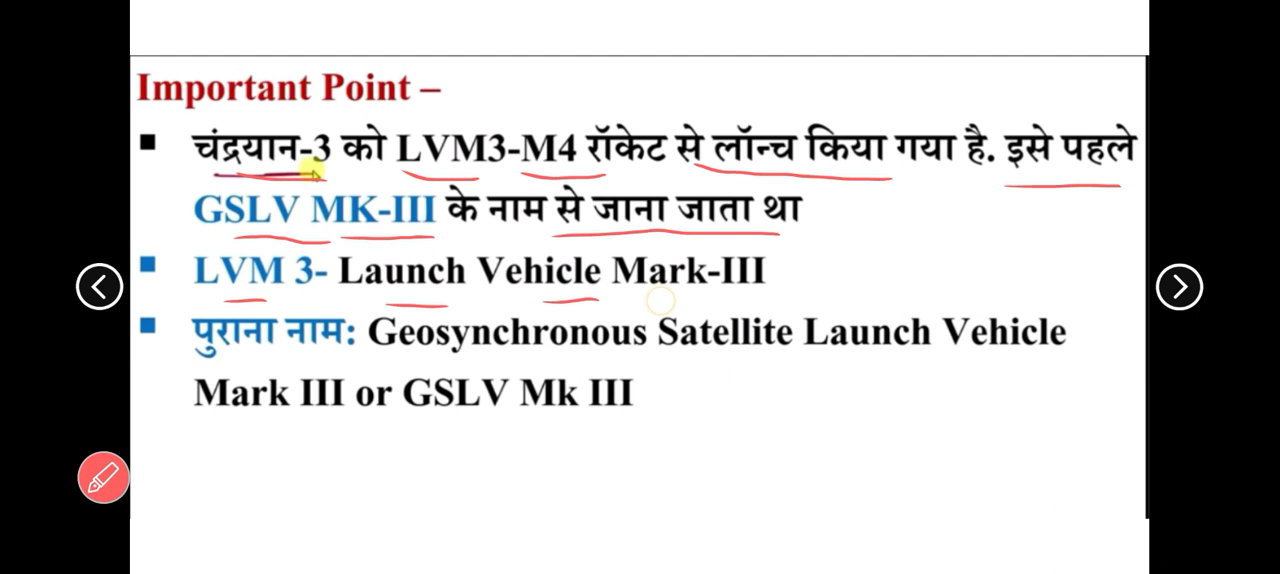 Important Point –
▪ चंद्रयान-3 को LVM3-M4 रॉकेट से लॉन्च किया गया है. इसे पहले
GSLV MK-III के नाम से जाना जाता था
▪ LVM 3- Launch Vehicle Mark-III
▪ पुराना नाम: Geosynchronous Satellite Launch Vehicle
Mark III or GSLV Mk III